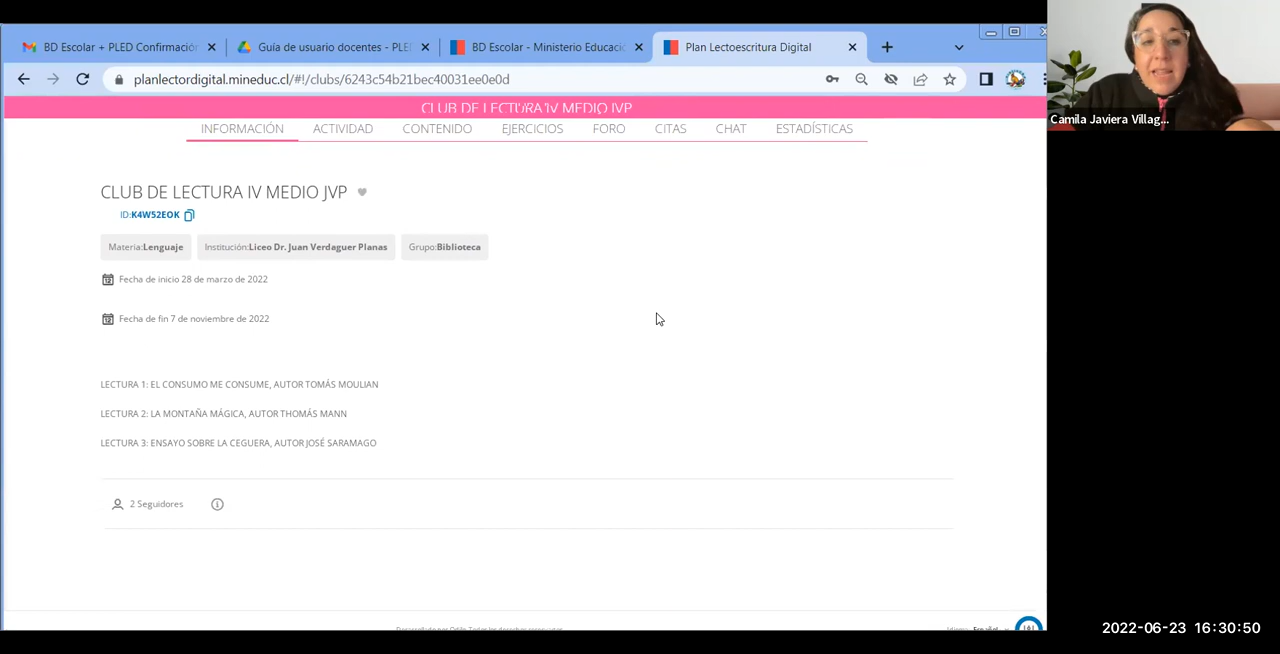 BD Escolar + PLED Confirmación
Guía de usuario docentes - PLE
BD Escolar - Ministerio Educaci
Plan Lectoescritura Digital
planlectordigital.mineduc.cl/#!/clubs/6243c54b21bec40031ee0e0d
CLUB DE LECTURA IV MEDIO JVP
INFORMACIÓN
ACTIVIDAD
CONTENIDO
EJERCICIOS
FORO
CITAS
CHAT
ESTADÍSTICAS
CLUB DE LECTURA IV MEDIO JVP
ID:K4W52EOK
Materia:Lenguaje
Institución:Liceo Dr. Juan Verdaguer Planas
Grupo:Biblioteca
Fecha de inicio 28 de marzo de 2022
Fecha de fin 7 de noviembre de 2022
LECTURA 1: EL CONSUMO ME CONSUME, AUTOR TOMÁS MOULIAN
LECTURA 2: LA MONTAÑA MÁGICA, AUTOR THOMÁS MANN
LECTURA 3: ENSAYO SOBRE LA CEGUERA, AUTOR JOSÉ SARAMAGO
2 Seguidores
Idioma: Español
Camila Javiera Villag...
2022-06-23 16:30:50